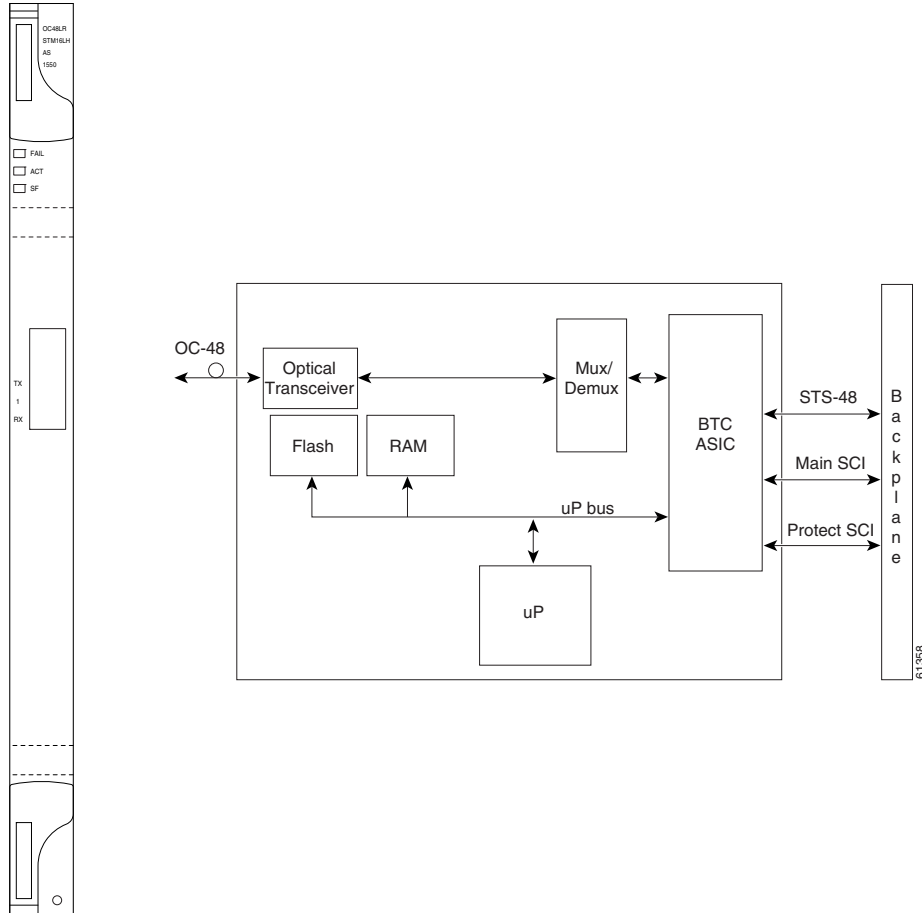 OC48LR
STM16LH
AS
1550
FAIL
ACT
SF
TX
1
RX
OC-48
Optical
Transceiver
Mux/
Demux
Flash
RAM
uP bus
uP
BTC
ASIC
STS-48
Main SCI
Protect SCI
Backplane
61358